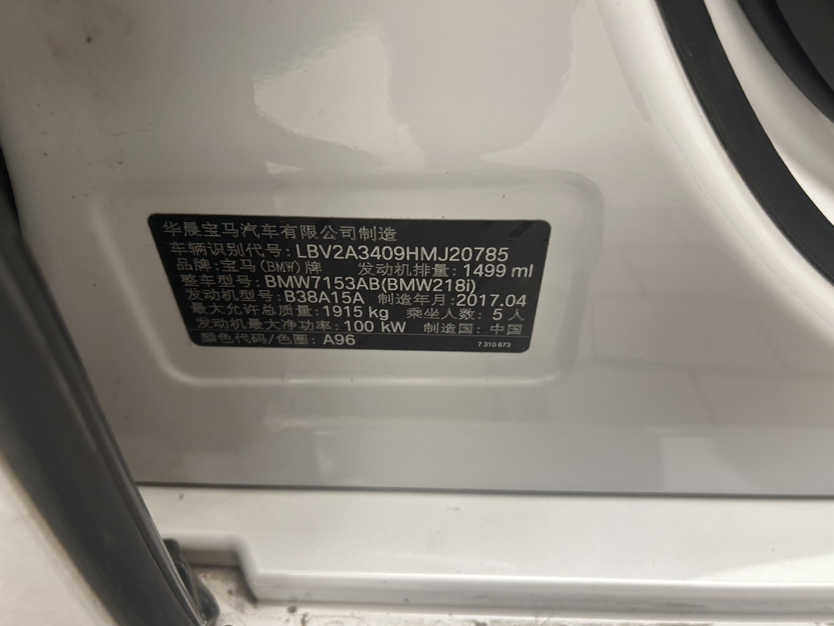 华晨宝马汽车有限公司制造
车辆识别代号: LBV2A3409HMJ20785
品牌: 宝马(BMW)牌 发动机排量: 1499 ml
整车型号: BMW7153AB(BMW218i)
发动机型号: B38A15A 制造年月: 2017.04
最大允许总质量: 1915 kg 乘坐人数: 5 人
发动机最大净功率: 100 kW 制造国: 中国
颜色代码/色圈: A96 7 310 673